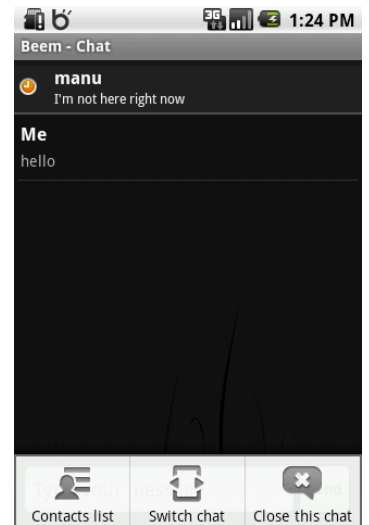 3G 1:24 PM
Beem - Chat
manu
I'm not here right now
Me
hello
Contacts list Switch chat Close this chat